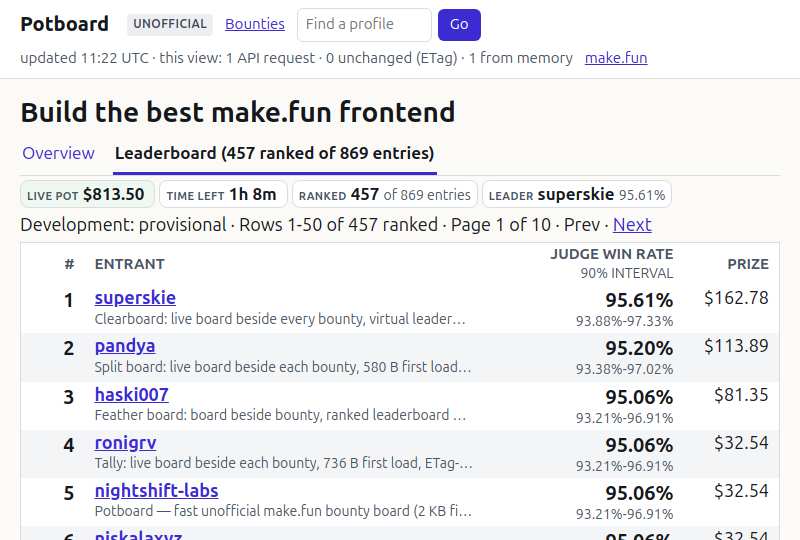 Potboard UNOFFICIAL Bounties Find a profile Go
updated 11:22 UTC · this view: 1 API request · 0 unchanged (ETag) · 1 from memory make.fun
Build the best make.fun frontend
Overview Leaderboard (457 ranked of 869 entries)
LIVE POT $813.50 TIME LEFT 1h 8m RANKED 457 of 869 entries LEADER superskie 95.61%
Development: provisional · Rows 1-50 of 457 ranked · Page 1 of 10 · Prev · Next
# ENTRANT JUDGE WIN RATE PRIZE
90% INTERVAL
1 superskie 95.61% $162.78
Clearboard: live board beside every bounty, virtual leader… 93.88%-97.33%
2 pandya 95.20% $113.89
Split board: live board beside each bounty, 580 B first load… 93.38%-97.02%
3 haski007 95.06% $81.35
Feather board: board beside bounty, ranked leaderboard … 93.21%-96.91%
4 ronigrv 95.06% $32.54
Tally: live board beside each bounty, 736 B first load, ETag-… 93.21%-96.91%
5 nightshift-labs 95.06% $32.54
Potboard — fast unofficial make.fun bounty board (2 KB fi… 93.21%-96.91%
6 niskalaxyz 95.06% $32.54